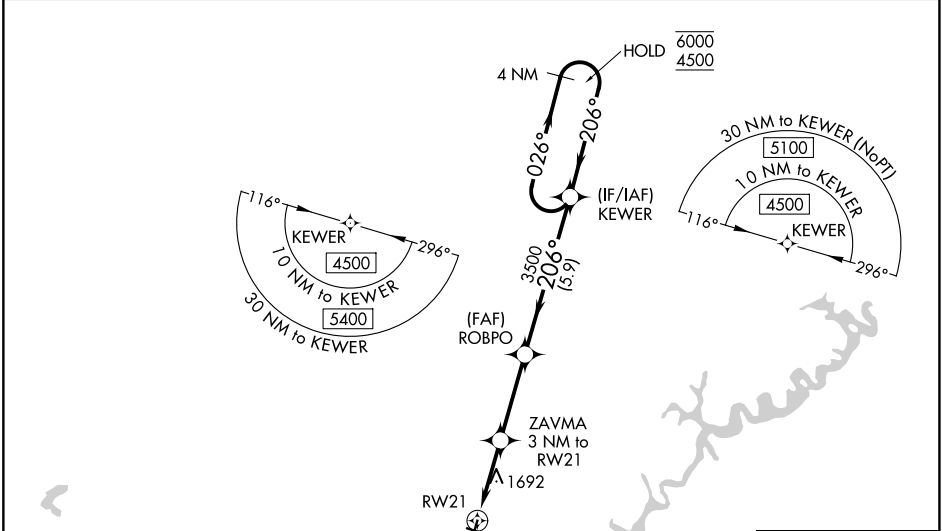 HOLD 6000
4500
4 NM
026°
206°
(IF/IAF)
KEWER
30 NM to KEWER (NoPT)
5100
10 NM to KEWER
4500
116°
KEWER
296°
116°
KEWER
296°
4500
10 NM to KEWER
5400
30 NM to KEWER
3500
206°
(5.9)
(FAF)
ROBPO
ZAVMA
3 NM to
RW21
1692
RW21